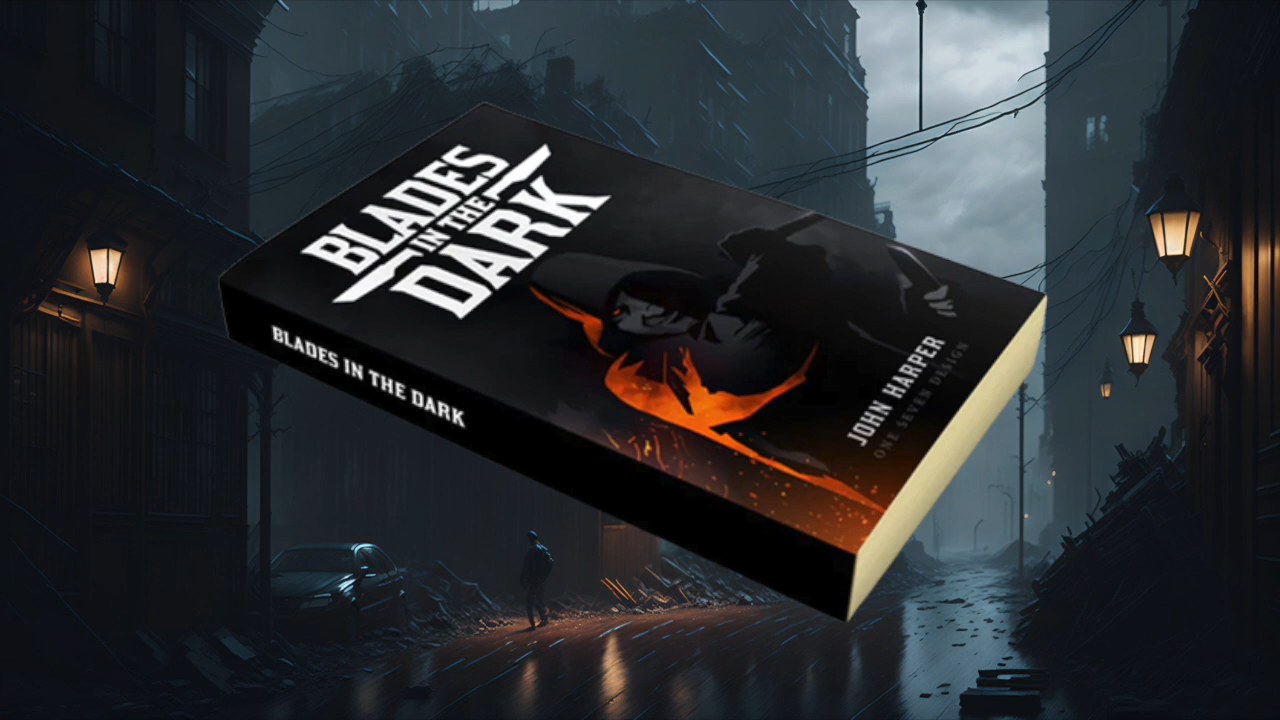 BLADES
IN THE
DARK
JOHN HARPER
ONE SEVEN DESIGN
BLADES IN THE DARK